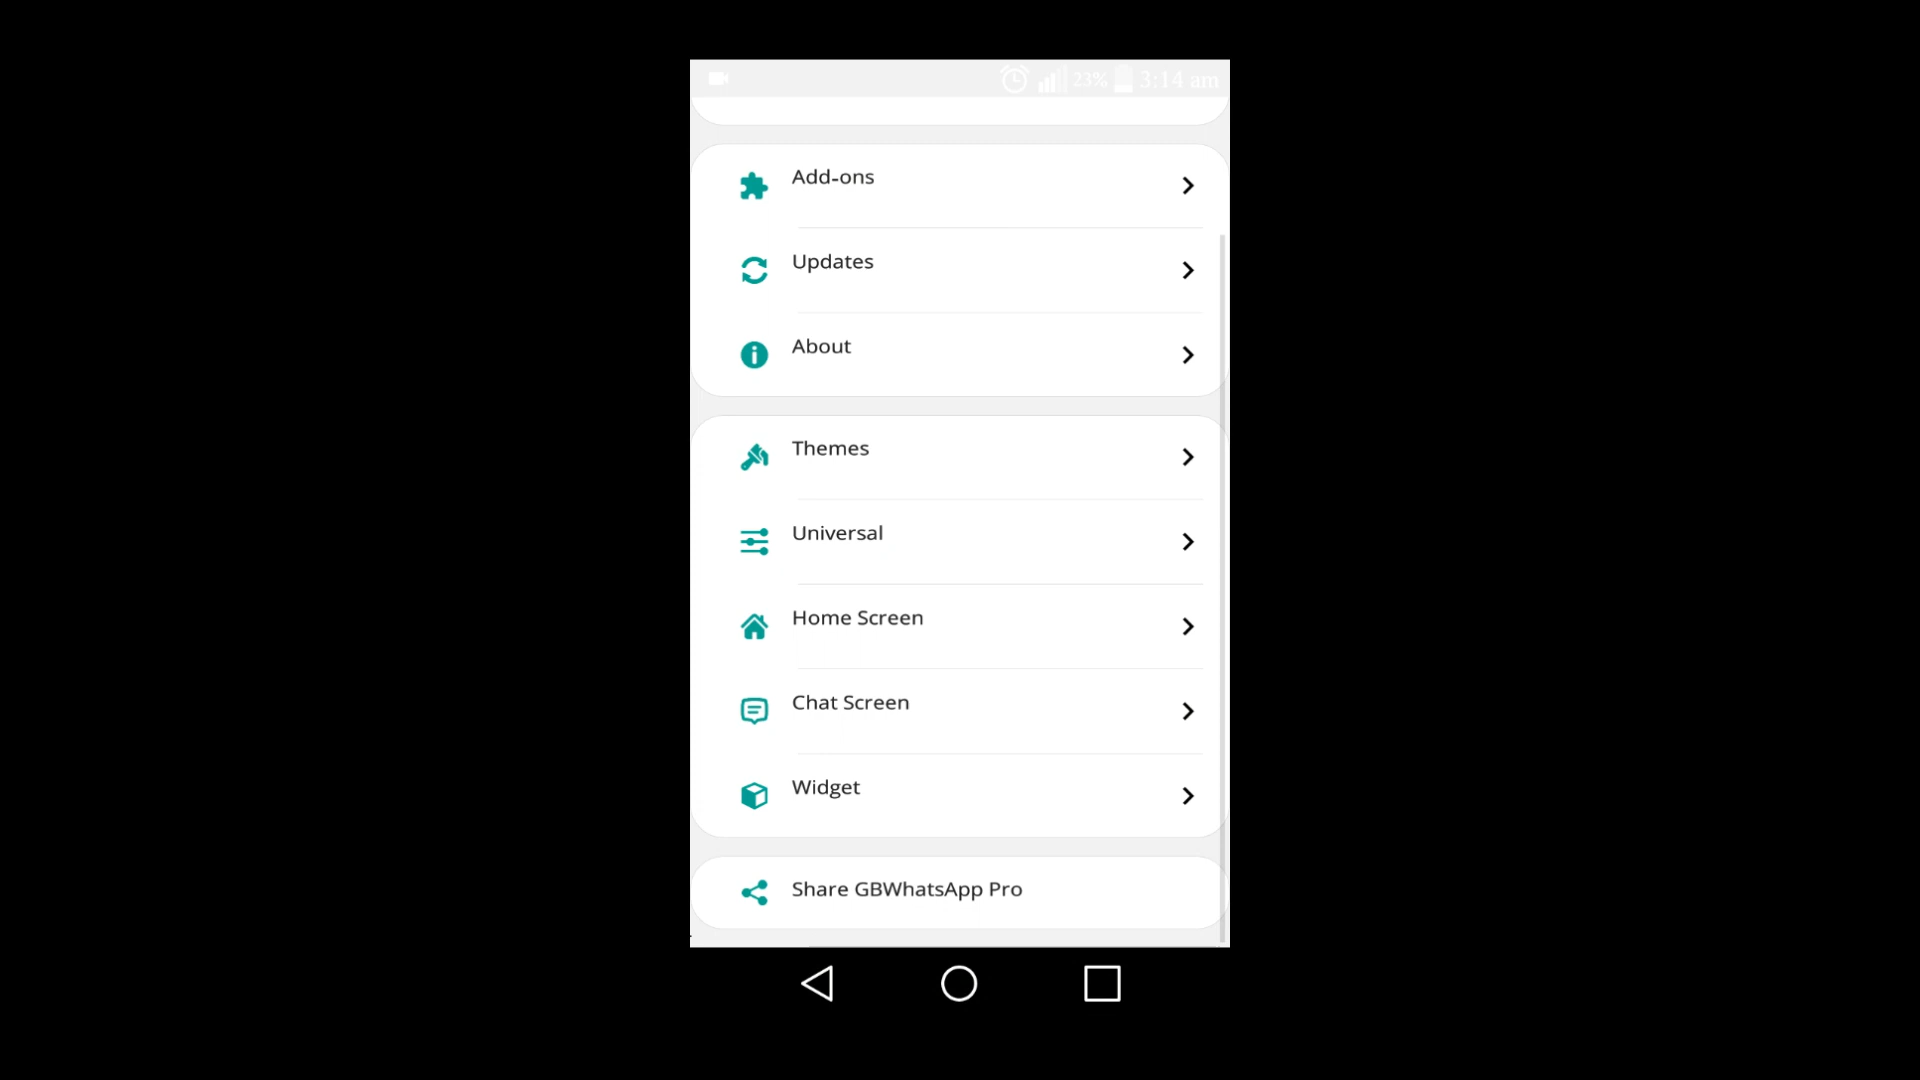 23% 3:14 am
Add-ons
Updates
About
Themes
Universal
Home Screen
Chat Screen
Widget
Share GBWhatsApp Pro